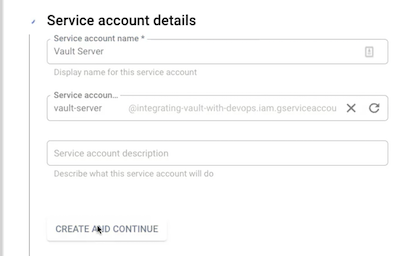 Service account details
Service account name *
Vault Server
Display name for this service account
Service accoun...
vault-server @integrating-vault-with-devops.iam.gserviceaccou
Service account description
Describe what this service account will do
CREATE AND CONTINUE